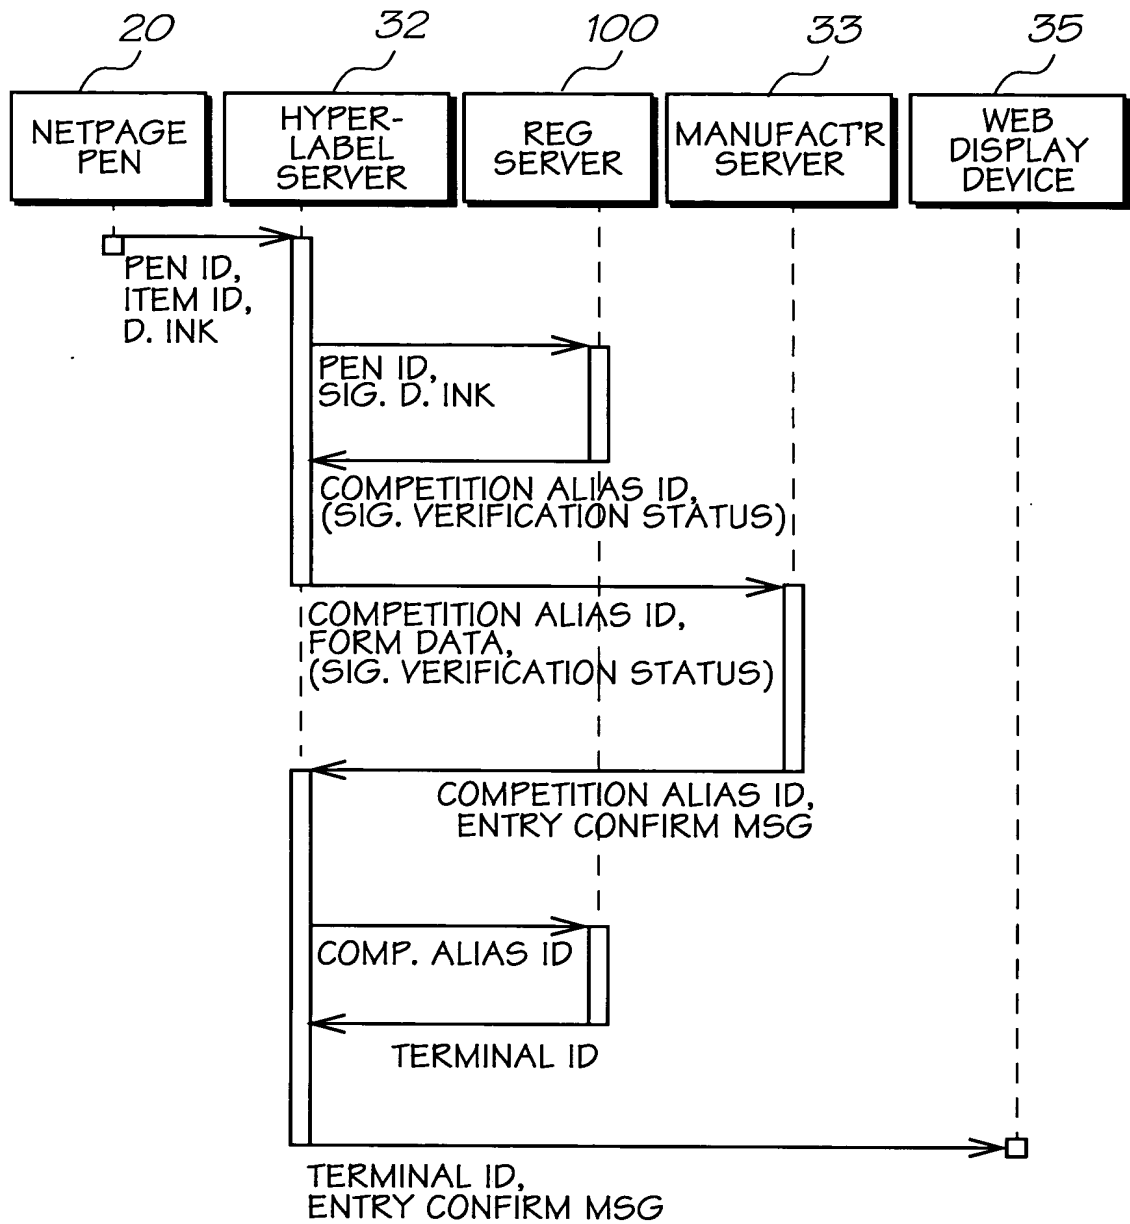 20
32
100
33
35
NETPAGE
PEN
HYPER-
LABEL
SERVER
REG
SERVER
MANUFACT'R
SERVER
WEB
DISPLAY
DEVICE
PEN ID,
ITEM ID,
D. INK
PEN ID,
SIG. D. INK
COMPETITION ALIAS ID,
(SIG. VERIFICATION STATUS)
COMPETITION ALIAS ID,
FORM DATA,
(SIG. VERIFICATION STATUS)
COMPETITION ALIAS ID,
ENTRY CONFIRM MSG
COMP. ALIAS ID
TERMINAL ID
TERMINAL ID,
ENTRY CONFIRM MSG